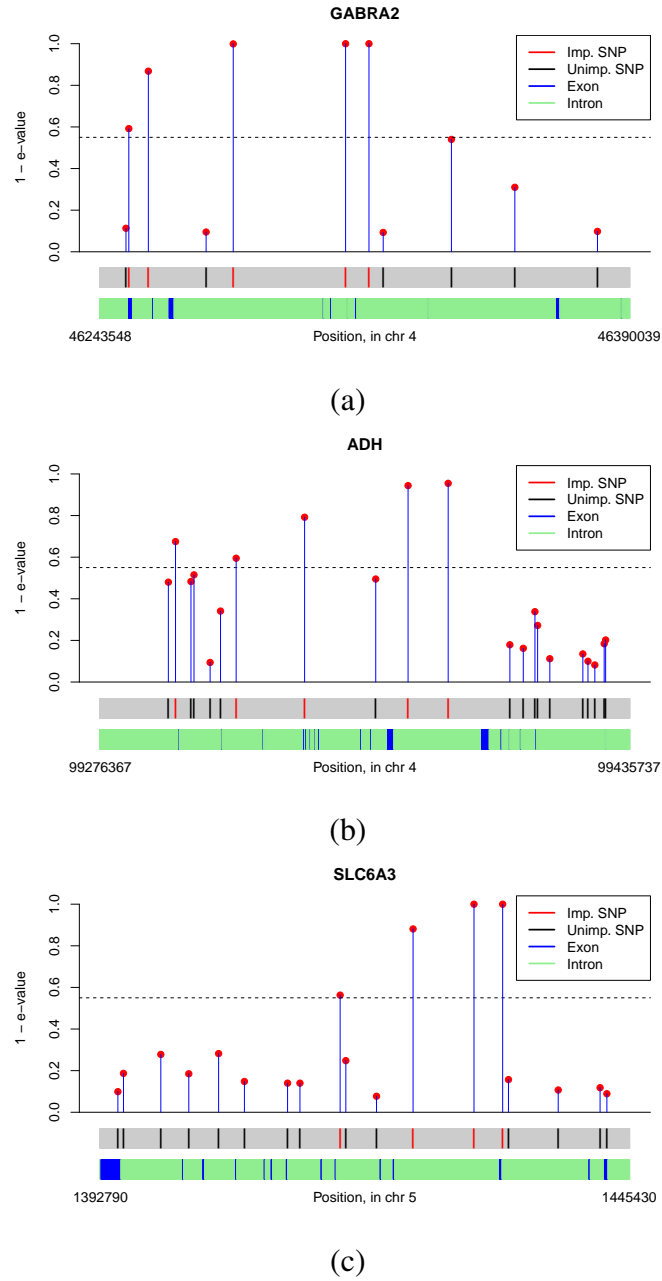 GABRA2
1 − e−value
0.0
0.2
0.4
0.6
0.8
1.0
Imp. SNP
Unimp. SNP
Exon
Intron
46243548
Position, in chr 4
46390039
(a)
ADH
1 − e−value
0.0
0.2
0.4
0.6
0.8
1.0
Imp. SNP
Unimp. SNP
Exon
Intron
99276367
Position, in chr 4
99435737
(b)
SLC6A3
1 − e−value
0.0
0.2
0.4
0.6
0.8
1.0
Imp. SNP
Unimp. SNP
Exon
Intron
1392790
Position, in chr 5
1445430
(c)